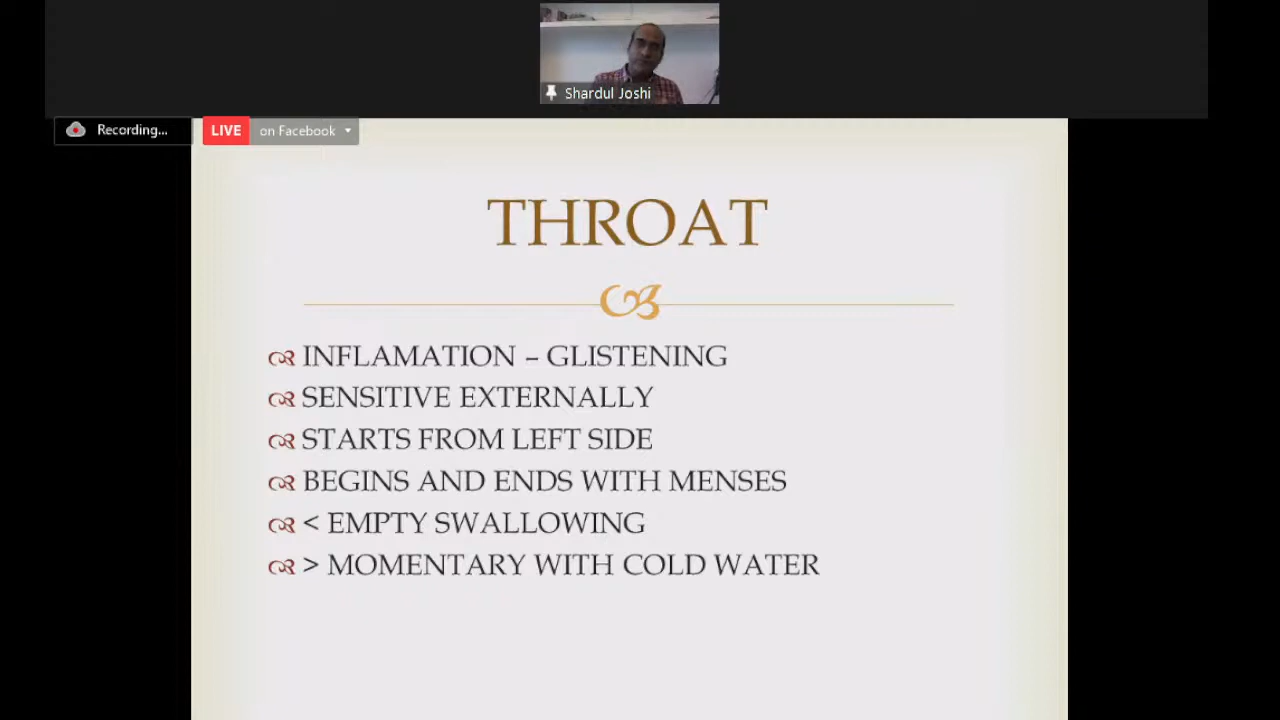 Shardul Joshi
Recording...
LIVE on Facebook
THROAT
INFLAMATION – GLISTENING
SENSITIVE EXTERNALLY
STARTS FROM LEFT SIDE
BEGINS AND ENDS WITH MENSES
< EMPTY SWALLOWING
> MOMENTARY WITH COLD WATER